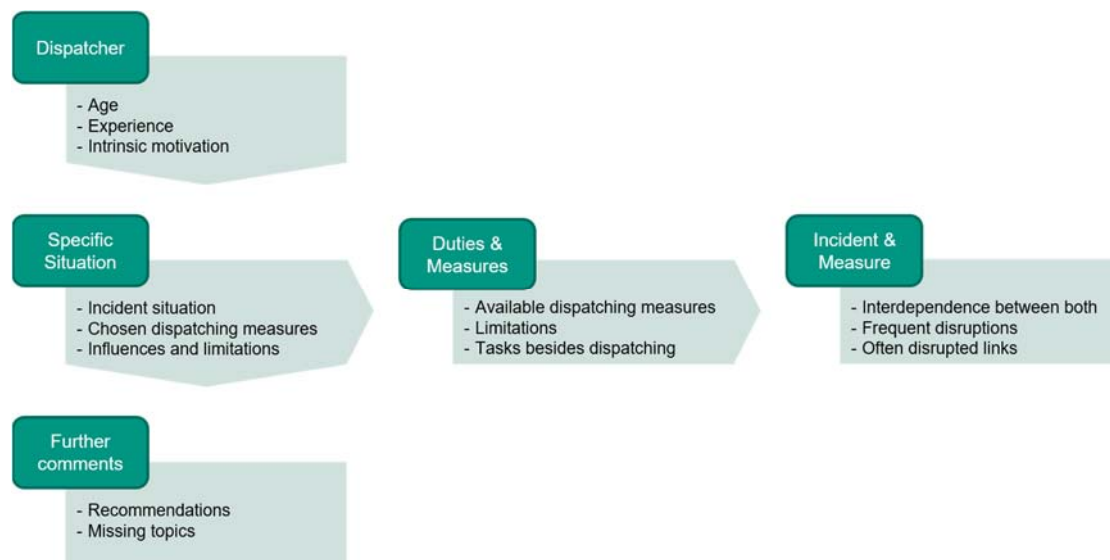 Dispatcher
- Age
- Experience
- Intrinsic motivation
Specific
Situation
- Incident situation
- Chosen dispatching measures
- Influences and limitations
Duties &
Measures
- Available dispatching measures
- Limitations
- Tasks besides dispatching
Incident &
Measure
- Interdependence between both
- Frequent disruptions
- Often disrupted links
Further
comments
- Recommendations
- Missing topics